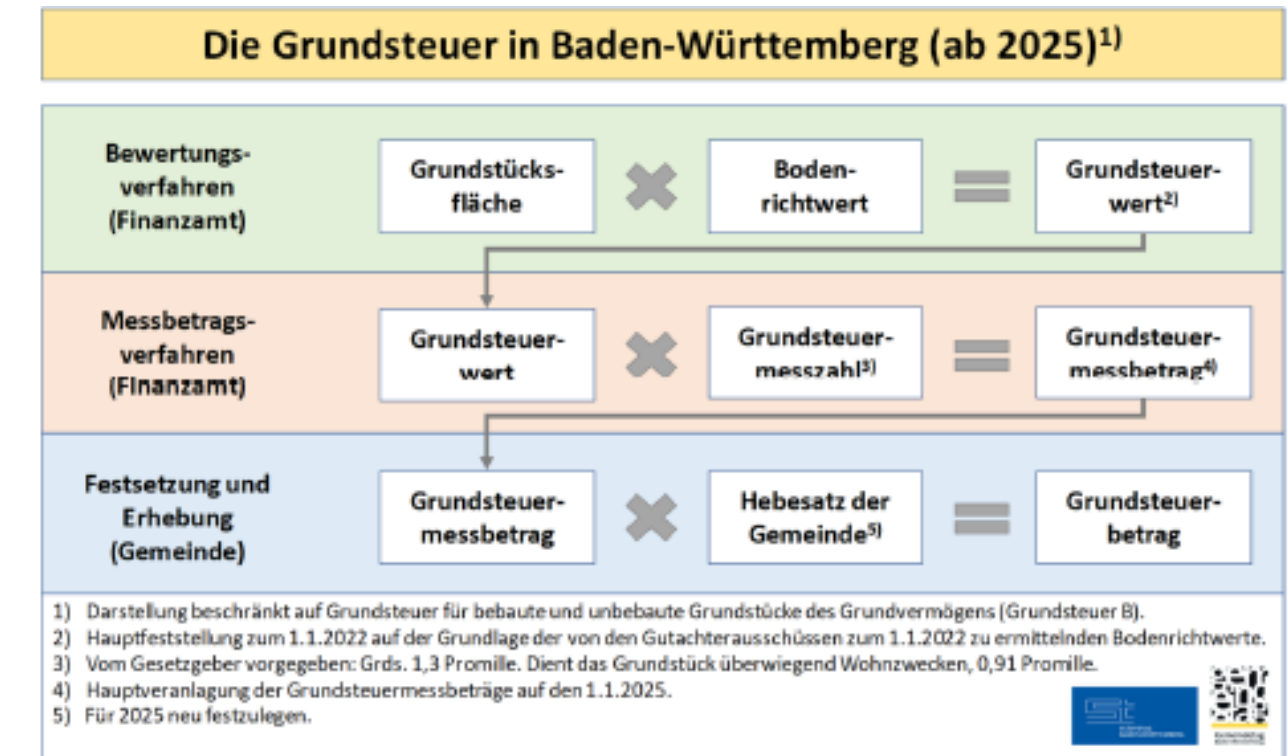 Die Grundsteuer in Baden-Württemberg (ab 2025)1)
Bewertungs-
verfahren
(Finanzamt)
Grundstücks-
fläche
Boden-
richtwert
Grundsteuer-
wert2)
Messbetrags-
verfahren
(Finanzamt)
Grundsteuer-
wert
Grundsteuer-
messzahl3)
Grundsteuer-
messbetrag4)
Festsetzung und
Erhebung
(Gemeinde)
Grundsteuer-
messbetrag
Hebesatz der
Gemeinde5)
Grundsteuer-
betrag
1) Darstellung beschränkt auf Grundsteuer für bebaute und unbebaute Grundstücke des Grundvermögens (Grundsteuer B).
2) Hauptfeststellung zum 1.1.2022 auf der Grundlage der von den Gutachterausschüssen zum 1.1.2022 zu ermittelnden Bodenrichtwerte.
3) Vom Gesetzgeber vorgegeben: Grds. 1,3 Promille. Dient das Grundstück überwiegend Wohnzwecken, 0,91 Promille.
4) Hauptveranlagung der Grundsteuermessbeträge auf den 1.1.2025.
5) Für 2025 neu festzulegen.